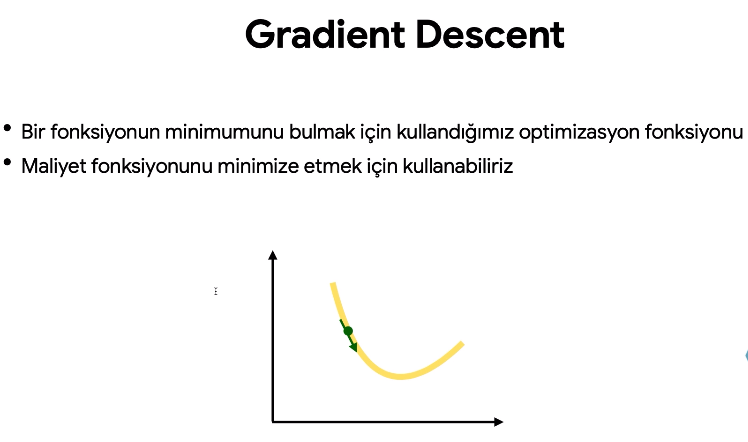 Gradient Descent
• Bir fonksiyonun minimumunu bulmak için kullandığımız optimizasyon fonksiyonu
• Maliyet fonksiyonunu minimize etmek için kullanabiliriz